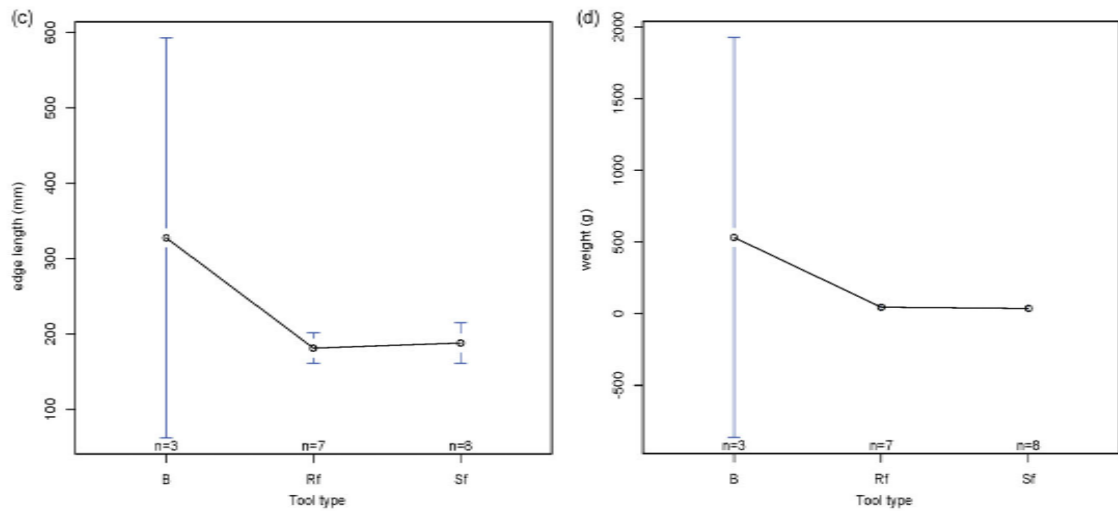 (c)
600
500
400
300
200
100
edge length (mm)
n=3 n=7 n=8
B Rf Sf
Tool type
(d)
2000
1500
1000
500
0
-500
weight (g)
n=3 n=7 n=8
B Rf Sf
Tool type